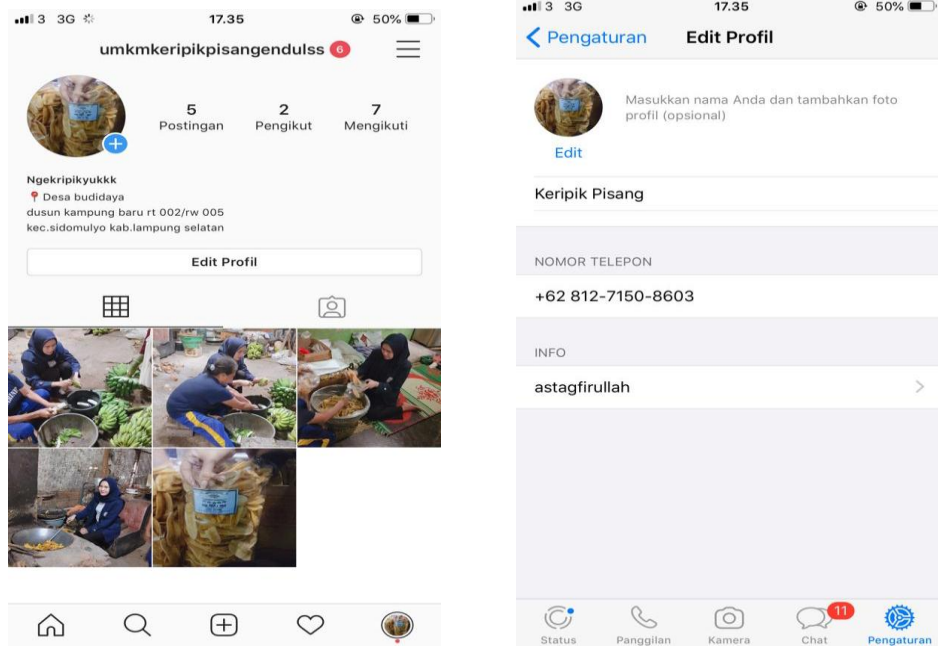 3 3G 17.35 50%
umkmkeripikpisangendulss 6
5 2 7
Postingan Pengikut Mengikuti
Ngekripikyukkk
Desa budidaya
dusun kampung baru rt 002/rw 005
kec.sidomulyo kab.lampung selatan
Edit Profil
3 3G 17.35 50%
Pengaturan Edit Profil
Masukkan nama Anda dan tambahkan foto
profil (opsional)
Edit
Keripik Pisang
NOMOR TELEPON
+62 812-7150-8603
INFO
astagfirullah
11
Status Panggilan Kamera Chat Pengaturan